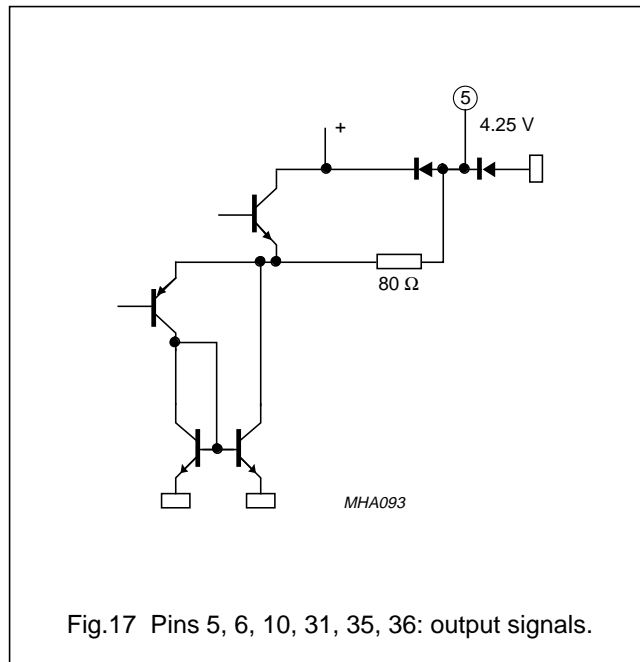 5
4.25 V
+
80 Ω
MHA093
Fig.17 Pins 5, 6, 10, 31, 35, 36: output signals.